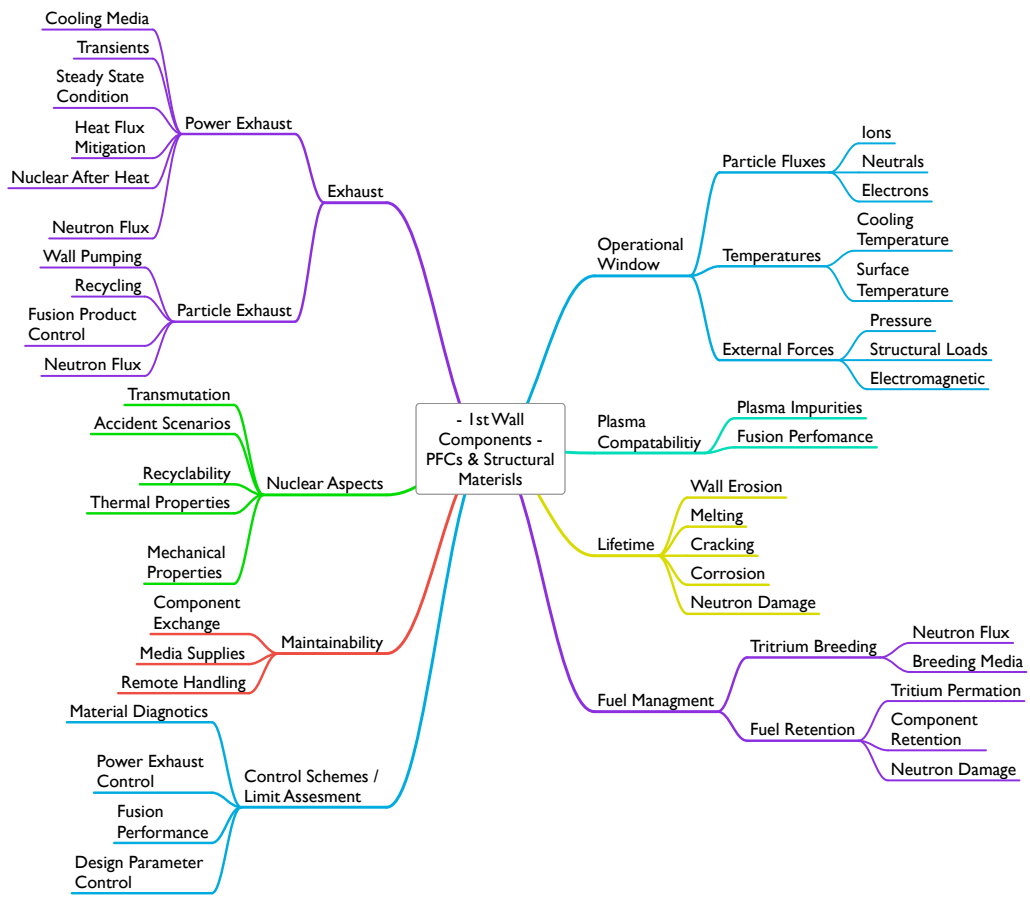 Cooling Media
Transients
Steady State
Condition
Heat Flux
Mitigation
Nuclear After Heat
Neutron Flux
Power Exhaust
Exhaust
Wall Pumping
Recycling
Fusion Product
Control
Neutron Flux
Particle Exhaust
Transmutation
Accident Scenarios
Recyclability
Thermal Properties
Mechanical
Properties
Nuclear Aspects
Component
Exchange
Media Supplies
Remote Handling
Maintainability
Material Diagnotics
Power Exhaust
Control
Fusion
Performance
Design Parameter
Control
Control Schemes /
Limit Assesment
- 1st Wall
Components -
PFCs & Structural
Materisls
Operational
Window
Particle Fluxes
Ions
Neutrals
Electrons
Temperatures
Cooling
Temperature
Surface
Temperature
External Forces
Pressure
Structural Loads
Electromagnetic
Plasma
Compatabilitiy
Plasma Impurities
Fusion Perfomance
Lifetime
Wall Erosion
Melting
Cracking
Corrosion
Neutron Damage
Fuel Managment
Tritrium Breeding
Neutron Flux
Breeding Media
Fuel Retention
Tritium Permation
Component
Retention
Neutron Damage